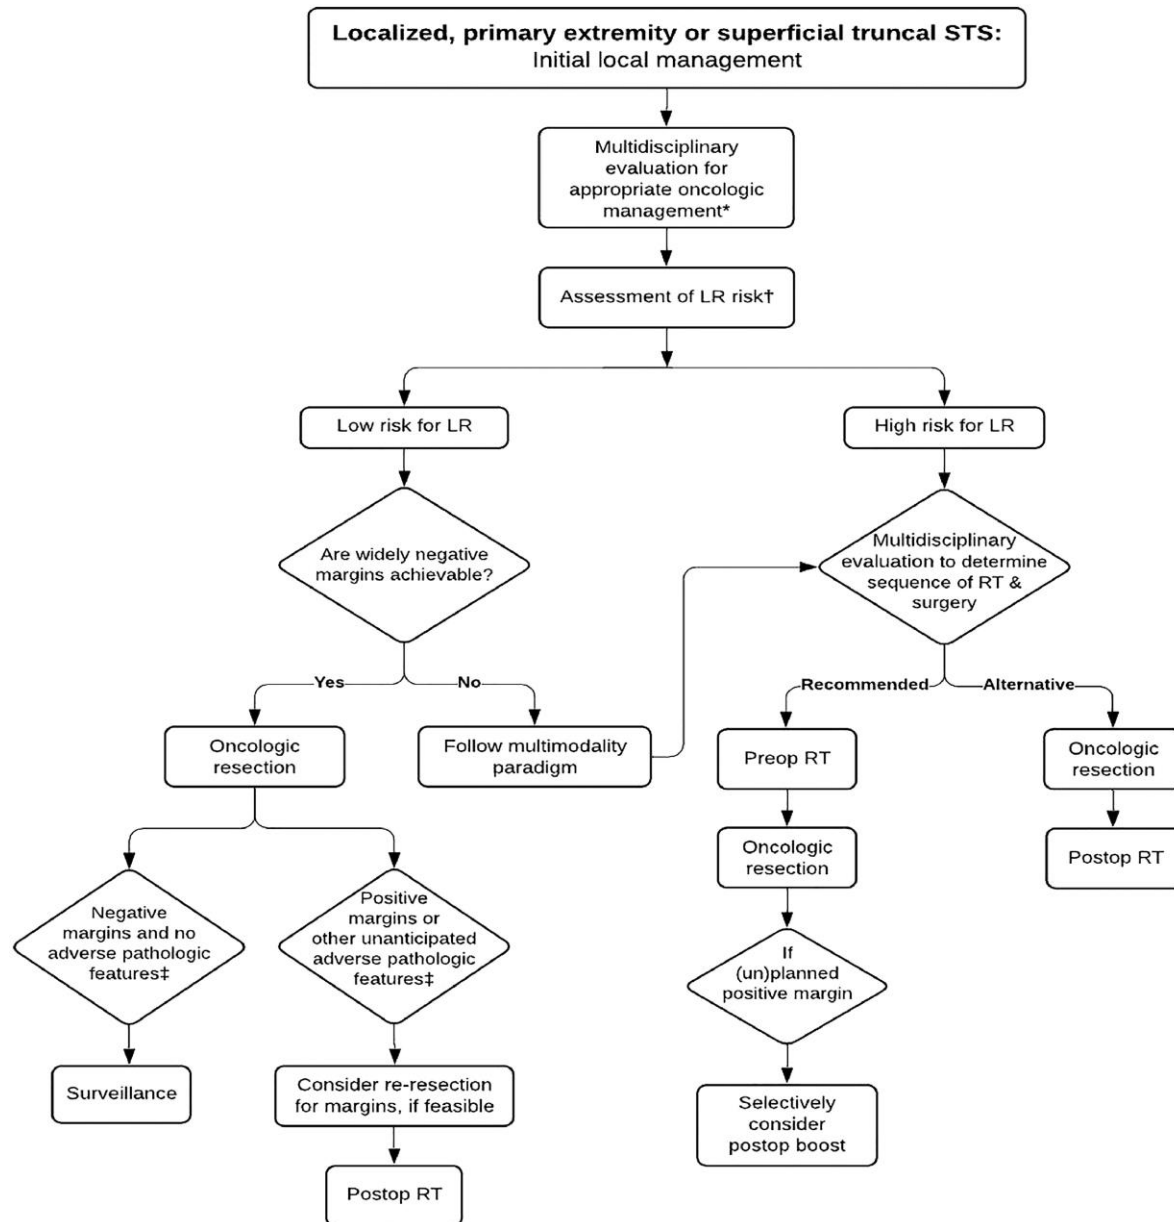 Localized, primary extremity or superficial truncal STS:
Initial local management
Multidisciplinary
evaluation for
appropriate oncologic
management*
Assessment of LR risk†
Low risk for LR
High risk for LR
Are widely negative
margins achievable?
Multidisciplinary
evaluation to determine
sequence of RT &
surgery
Yes
No
Recommended
Alternative
Oncologic
resection
Follow multimodality
paradigm
Preop RT
Oncologic
resection
Oncologic
resection
Postop RT
Negative
margins and no
adverse pathologic
features‡
Positive
margins or
other unanticipated
adverse pathologic
features‡
If
(un)planned
positive margin
Surveillance
Consider re-resection
for margins, if feasible
Selectively
consider
postop boost
Postop RT